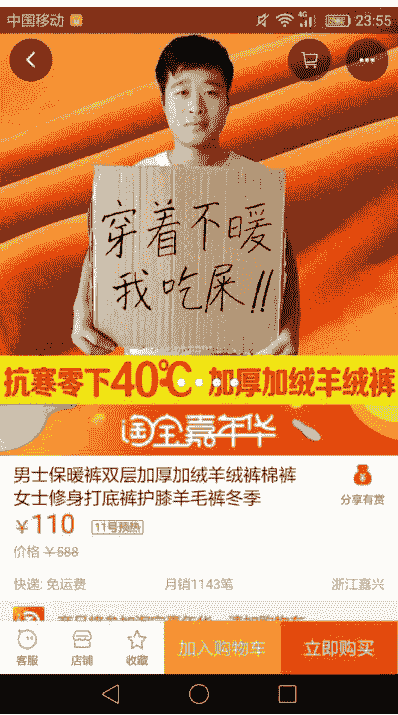 中国移动
4G
23:55
穿着不暖
我吃屎!!
抗寒零下40℃ 加厚加绒羊绒裤
淘宝嘉年华
男士保暖裤双层加厚加绒羊绒裤棉裤
女士修身打底裤护膝羊毛裤冬季
分享有赏
¥110 11号预热
价格 ¥588
快递: 免运费 月销1143笔 浙江嘉兴
客服 店铺 收藏 加入购物车 立即购买